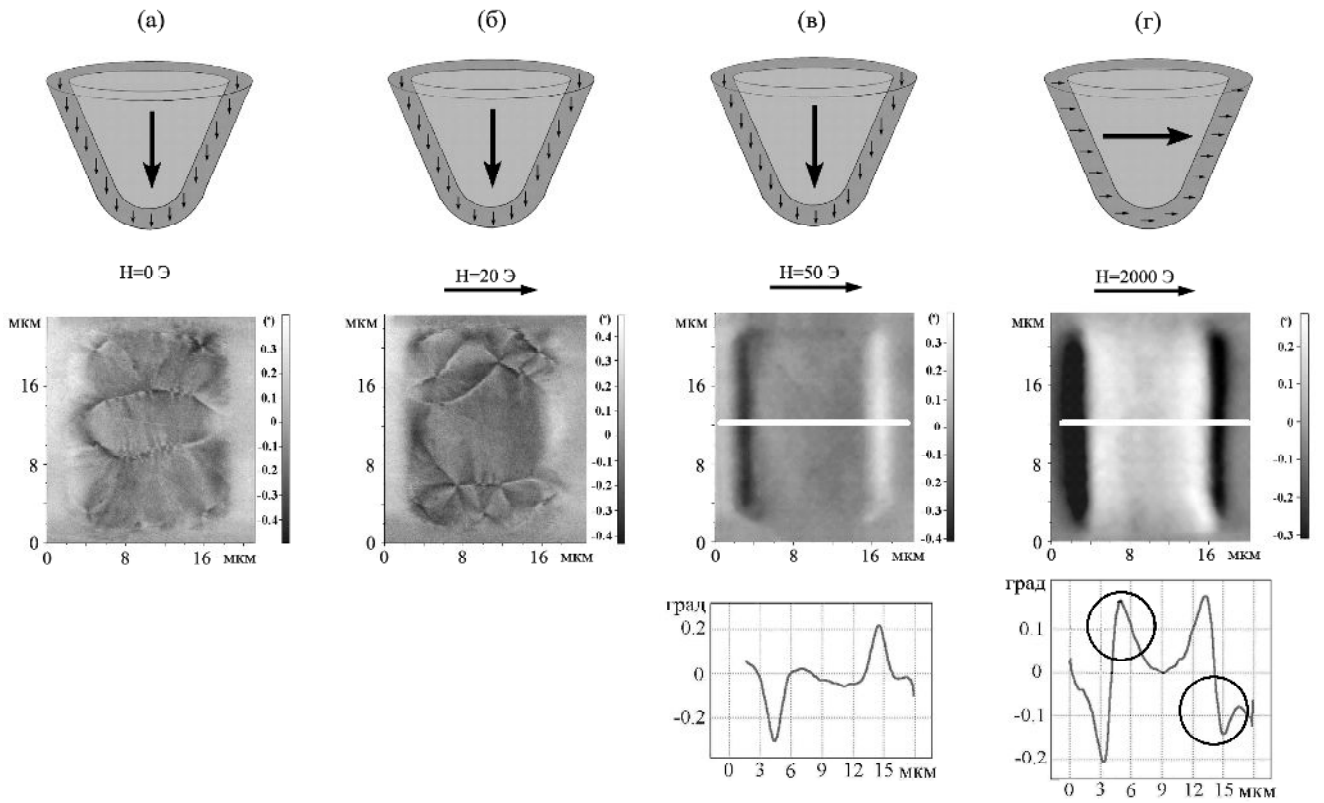 (а) (б) (в) (г)
H=0 Э H=20 Э H=50 Э H=2000 Э
мкм (°) мкм (°) (°) мкм (°)
0.3 0.4 0.3 0.2
16 0.2 16 0.3 0.2 16
0.1 0.2 0.1 0.1
0 0.1 0 0
-0.1 0 -0.1
8 -0.2 8 -0.1 8 -0.1 8
-0.3 -0.2 -0.2 -0.2
-0.4 -0.3 0.3
0 0 -0.4 0 -0.4 0 -0.3
0 8 16 мкм 0 8 16 мкм 0 8 16 мкм 0 8 16 мкм
град град
0.2 0.1
0 0
-0.2 -0.1
-0.2
0 3 6 9 12 15 мкм 0 3 6 9 12 15 мкм